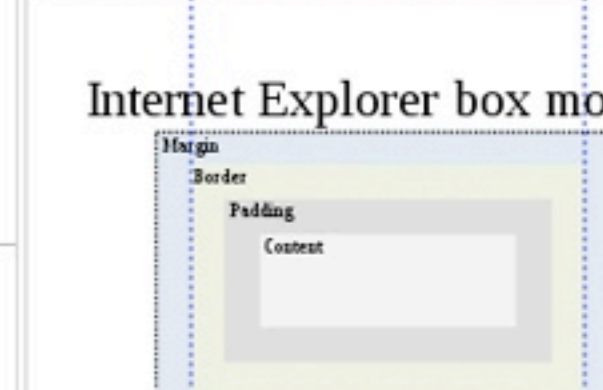 Internet Explorer box mo
Margin
Border
Padding
Content